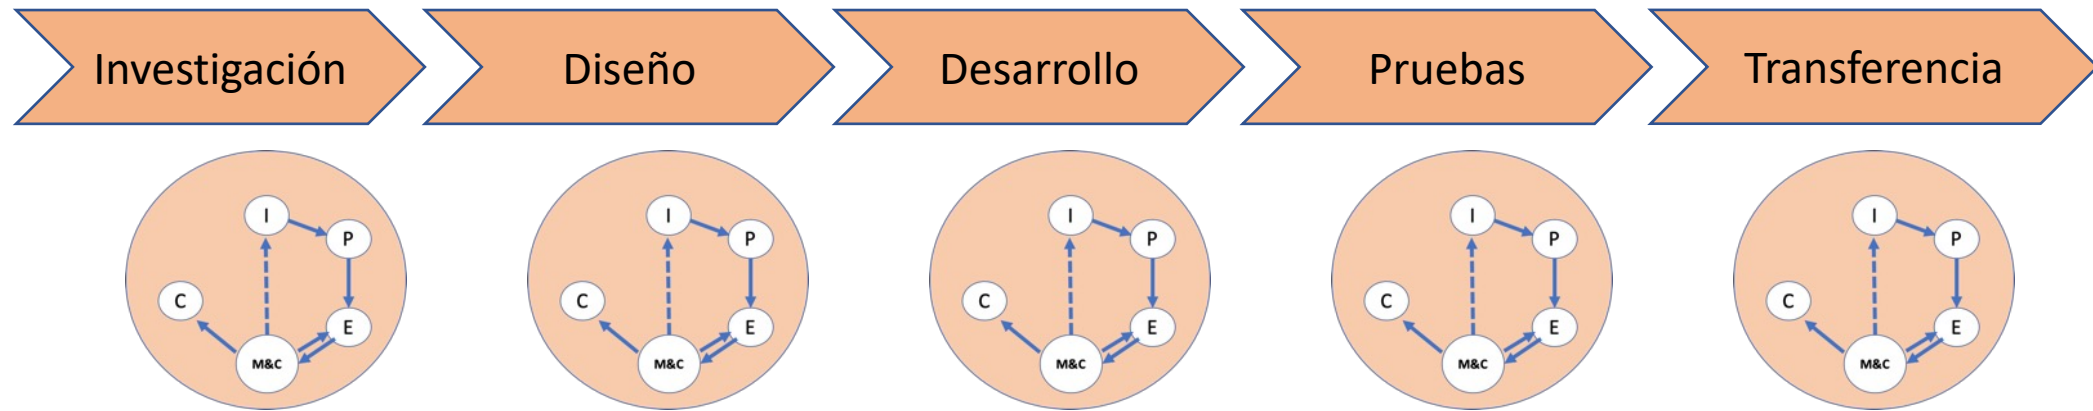 Investigación
Diseño
Desarrollo
Pruebas
Transferencia
I
P
C
E
M&C
I
P
C
E
M&C
I
P
C
E
M&C
I
P
C
E
M&C
I
P
C
E
M&C